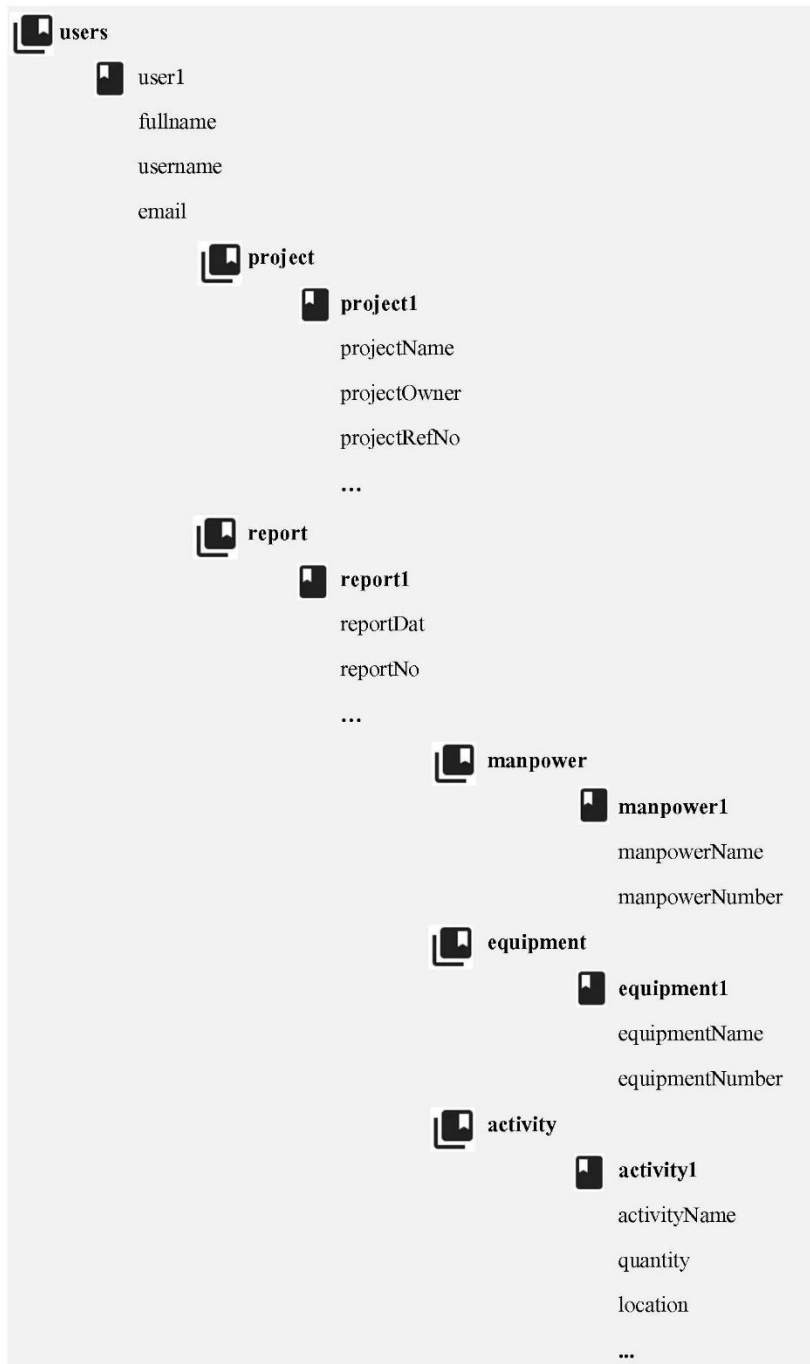 users
user1
fullname
username
email
project
project1
projectName
projectOwner
projectRefNo
...
report
report1
reportDat
reportNo
...
manpower
manpower1
manpowerName
manpowerNumber
equipment
equipment1
equipmentName
equipmentNumber
activity
activity1
activityName
quantity
location
...